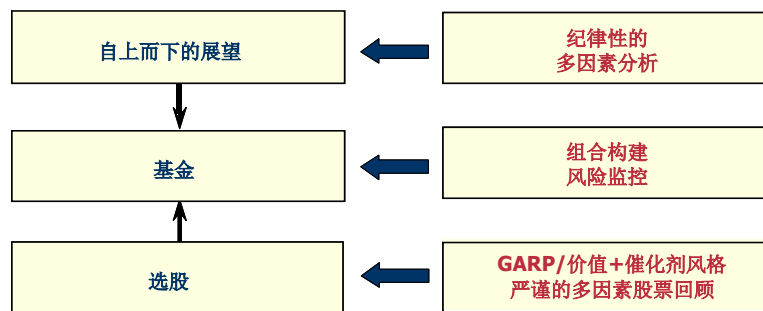 自上而下的展望
纪律性的
多因素分析
基金
组合构建
风险监控
选股
GARP/价值+催化剂风格
严谨的多因素股票回顾